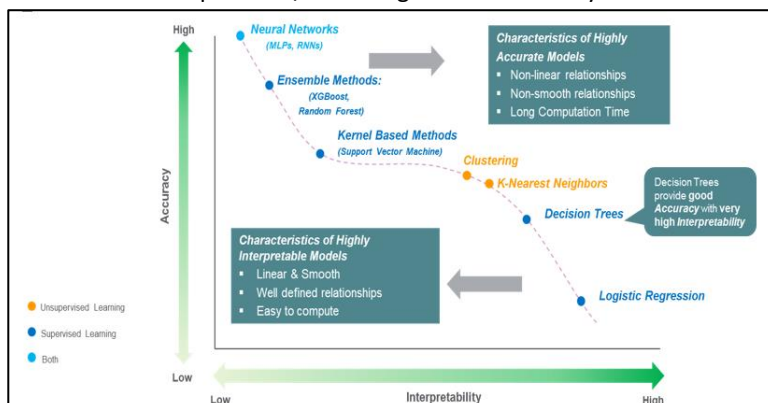 High
Neural Networks
(MLPs, RNNs)
Characteristics of Highly
Accurate Models
▪ Non-linear relationships
▪ Non-smooth relationships
▪ Long Computation Time
Ensemble Methods:
(XGBoost,
Random Forest)
Kernel Based Methods
(Support Vector Machine)
Clustering
K-Nearest Neighbors
Decision Trees
Decision Trees
provide good
Accuracy with very
high Interpretability
Accuracy
Characteristics of Highly
Interpretable Models
▪ Linear & Smooth
▪ Well defined relationships
▪ Easy to compute
Logistic Regression
Unsupervised Learning
Supervised Learning
Both
Low
Low
Interpretability
High